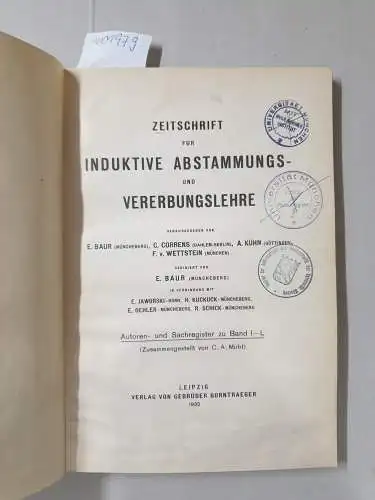 ZEITSCHRIFT
FÜR
INDUKTIVE ABSTAMMUNGS-
UND
VERERBUNGSLEHRE
HERAUSGEGEBEN VON
E. BAUR (MÜNCHEBERG), C. CORRENS (DAHLEM-BERLIN), A. KÜHN (GÖTTINGEN)
F. v. WETTSTEIN (MÜNCHEN)
REDIGIERT VON
E. BAUR (MÜNCHEBERG)
IN VERBINDUNG MIT
E. JAWORSKI-BONN, H. KUCKUCK-MÜNCHEBERG,
E. OEHLER-MÜNCHEBERG, R. SCHICK-MÜNCHEBERG
Autoren- und Sachregister zu Band I—L
(Zusammengestellt von C. A. Mürbl)
LEIPZIG
VERLAG VON GEBRÜDER BORNTRAEGER